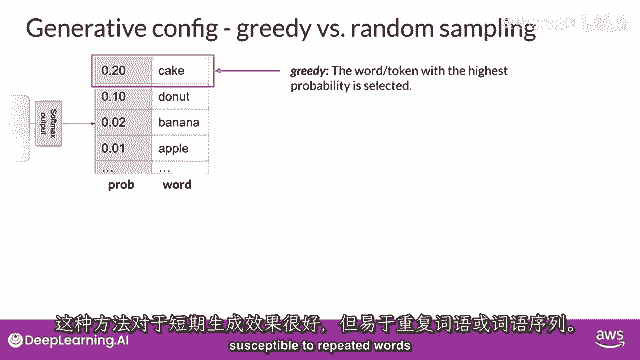 Generative config - greedy vs. random sampling
0.20 cake
0.10 donut
0.02 banana
0.01 apple
... ...
prob word
Softmax
output
greedy: The word/token with the highest
probability is selected.
这种方法对于短期生成效果很好，但易于重复词语或词语序列。
susceptible to repeated words
DeepLearning.AI
aws